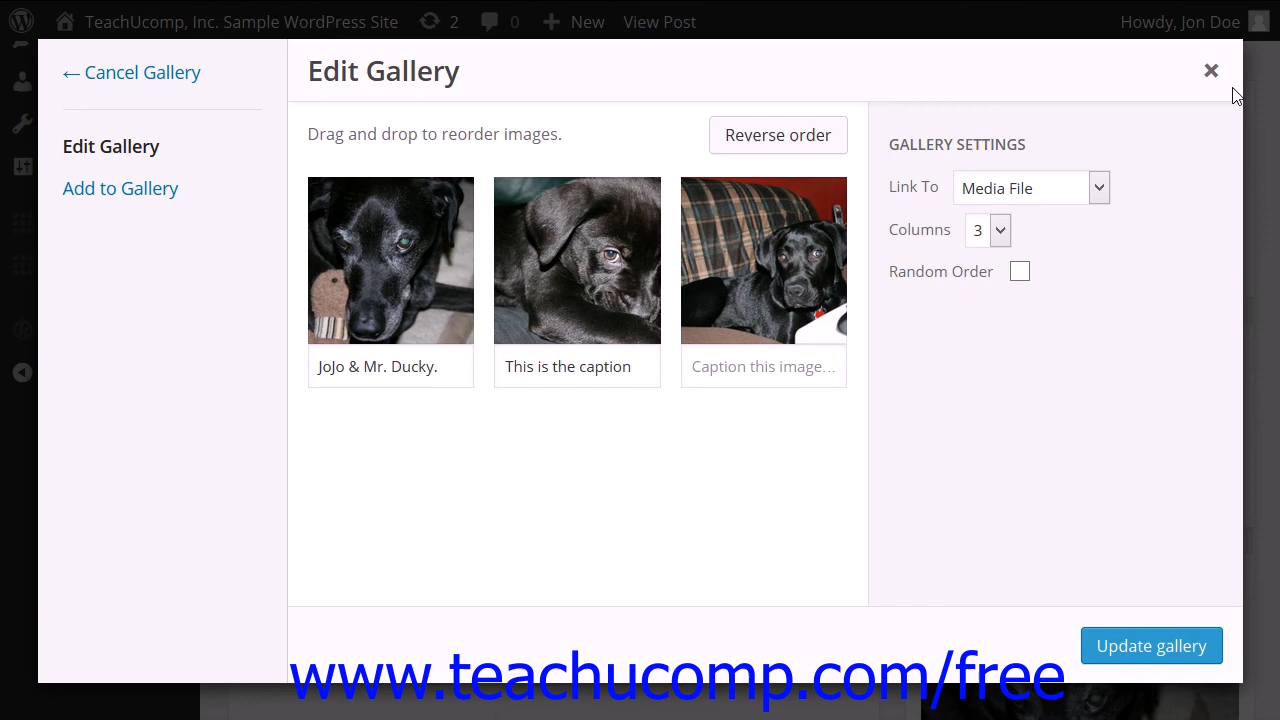 TeachUcomp, Inc. Sample WordPress Site 2 0 New View Post Howdy, Jon Doe
← Cancel Gallery
Edit Gallery
Add to Gallery
Edit Gallery
Drag and drop to reorder images.
Reverse order
JoJo & Mr. Ducky.
This is the caption
Caption this image…
GALLERY SETTINGS
Link To Media File
Columns 3
Random Order
Update gallery
www.teachucomp.com/free